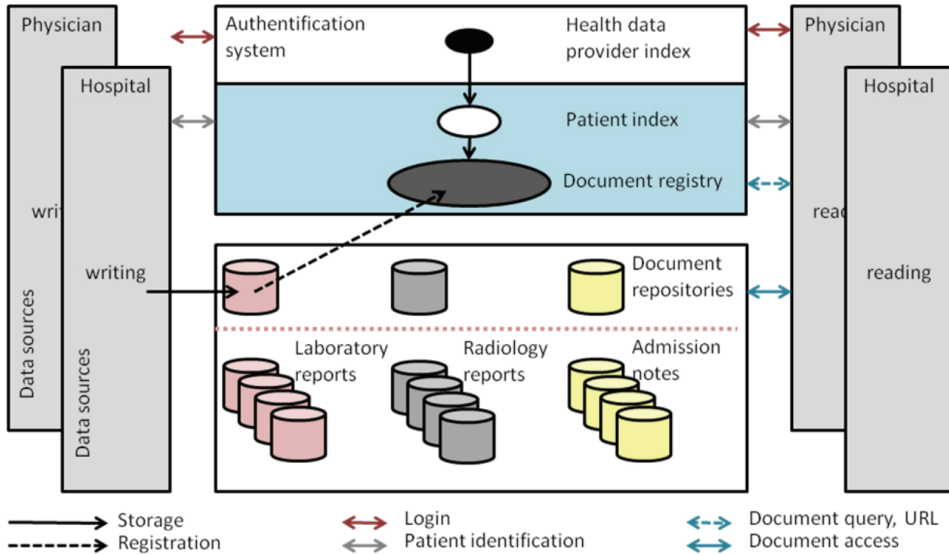 Physician
Hospital
writing
writing
Data sources
Data sources
Authentification
system
Health data
provider index
Patient index
Document registry
Document
repositories
Laboratory
reports
Radiology
reports
Admission
notes
Physician
Hospital
reading
Storage
Registration
Login
Patient identification
Document query, URL
Document access